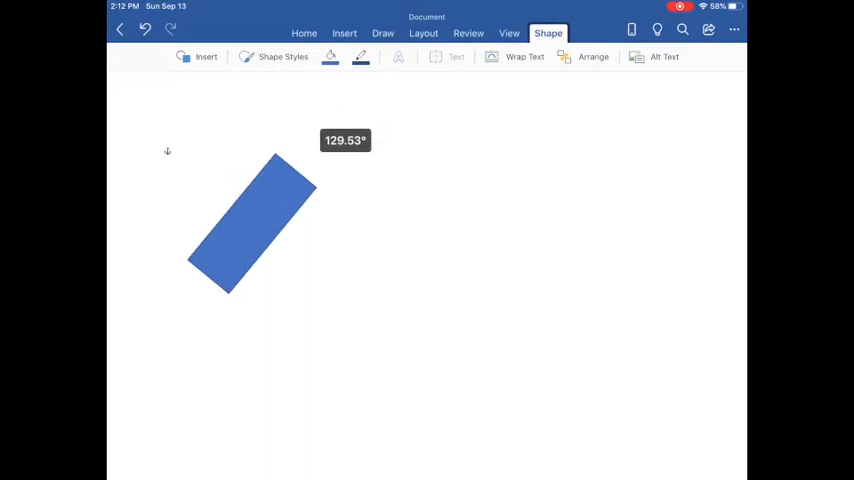 2:12 PM Sun Sep 13 58%
Document
Home Insert Draw Layout Review View Shape
Insert Shape Styles A Text Wrap Text Arrange Alt Text
129.53°